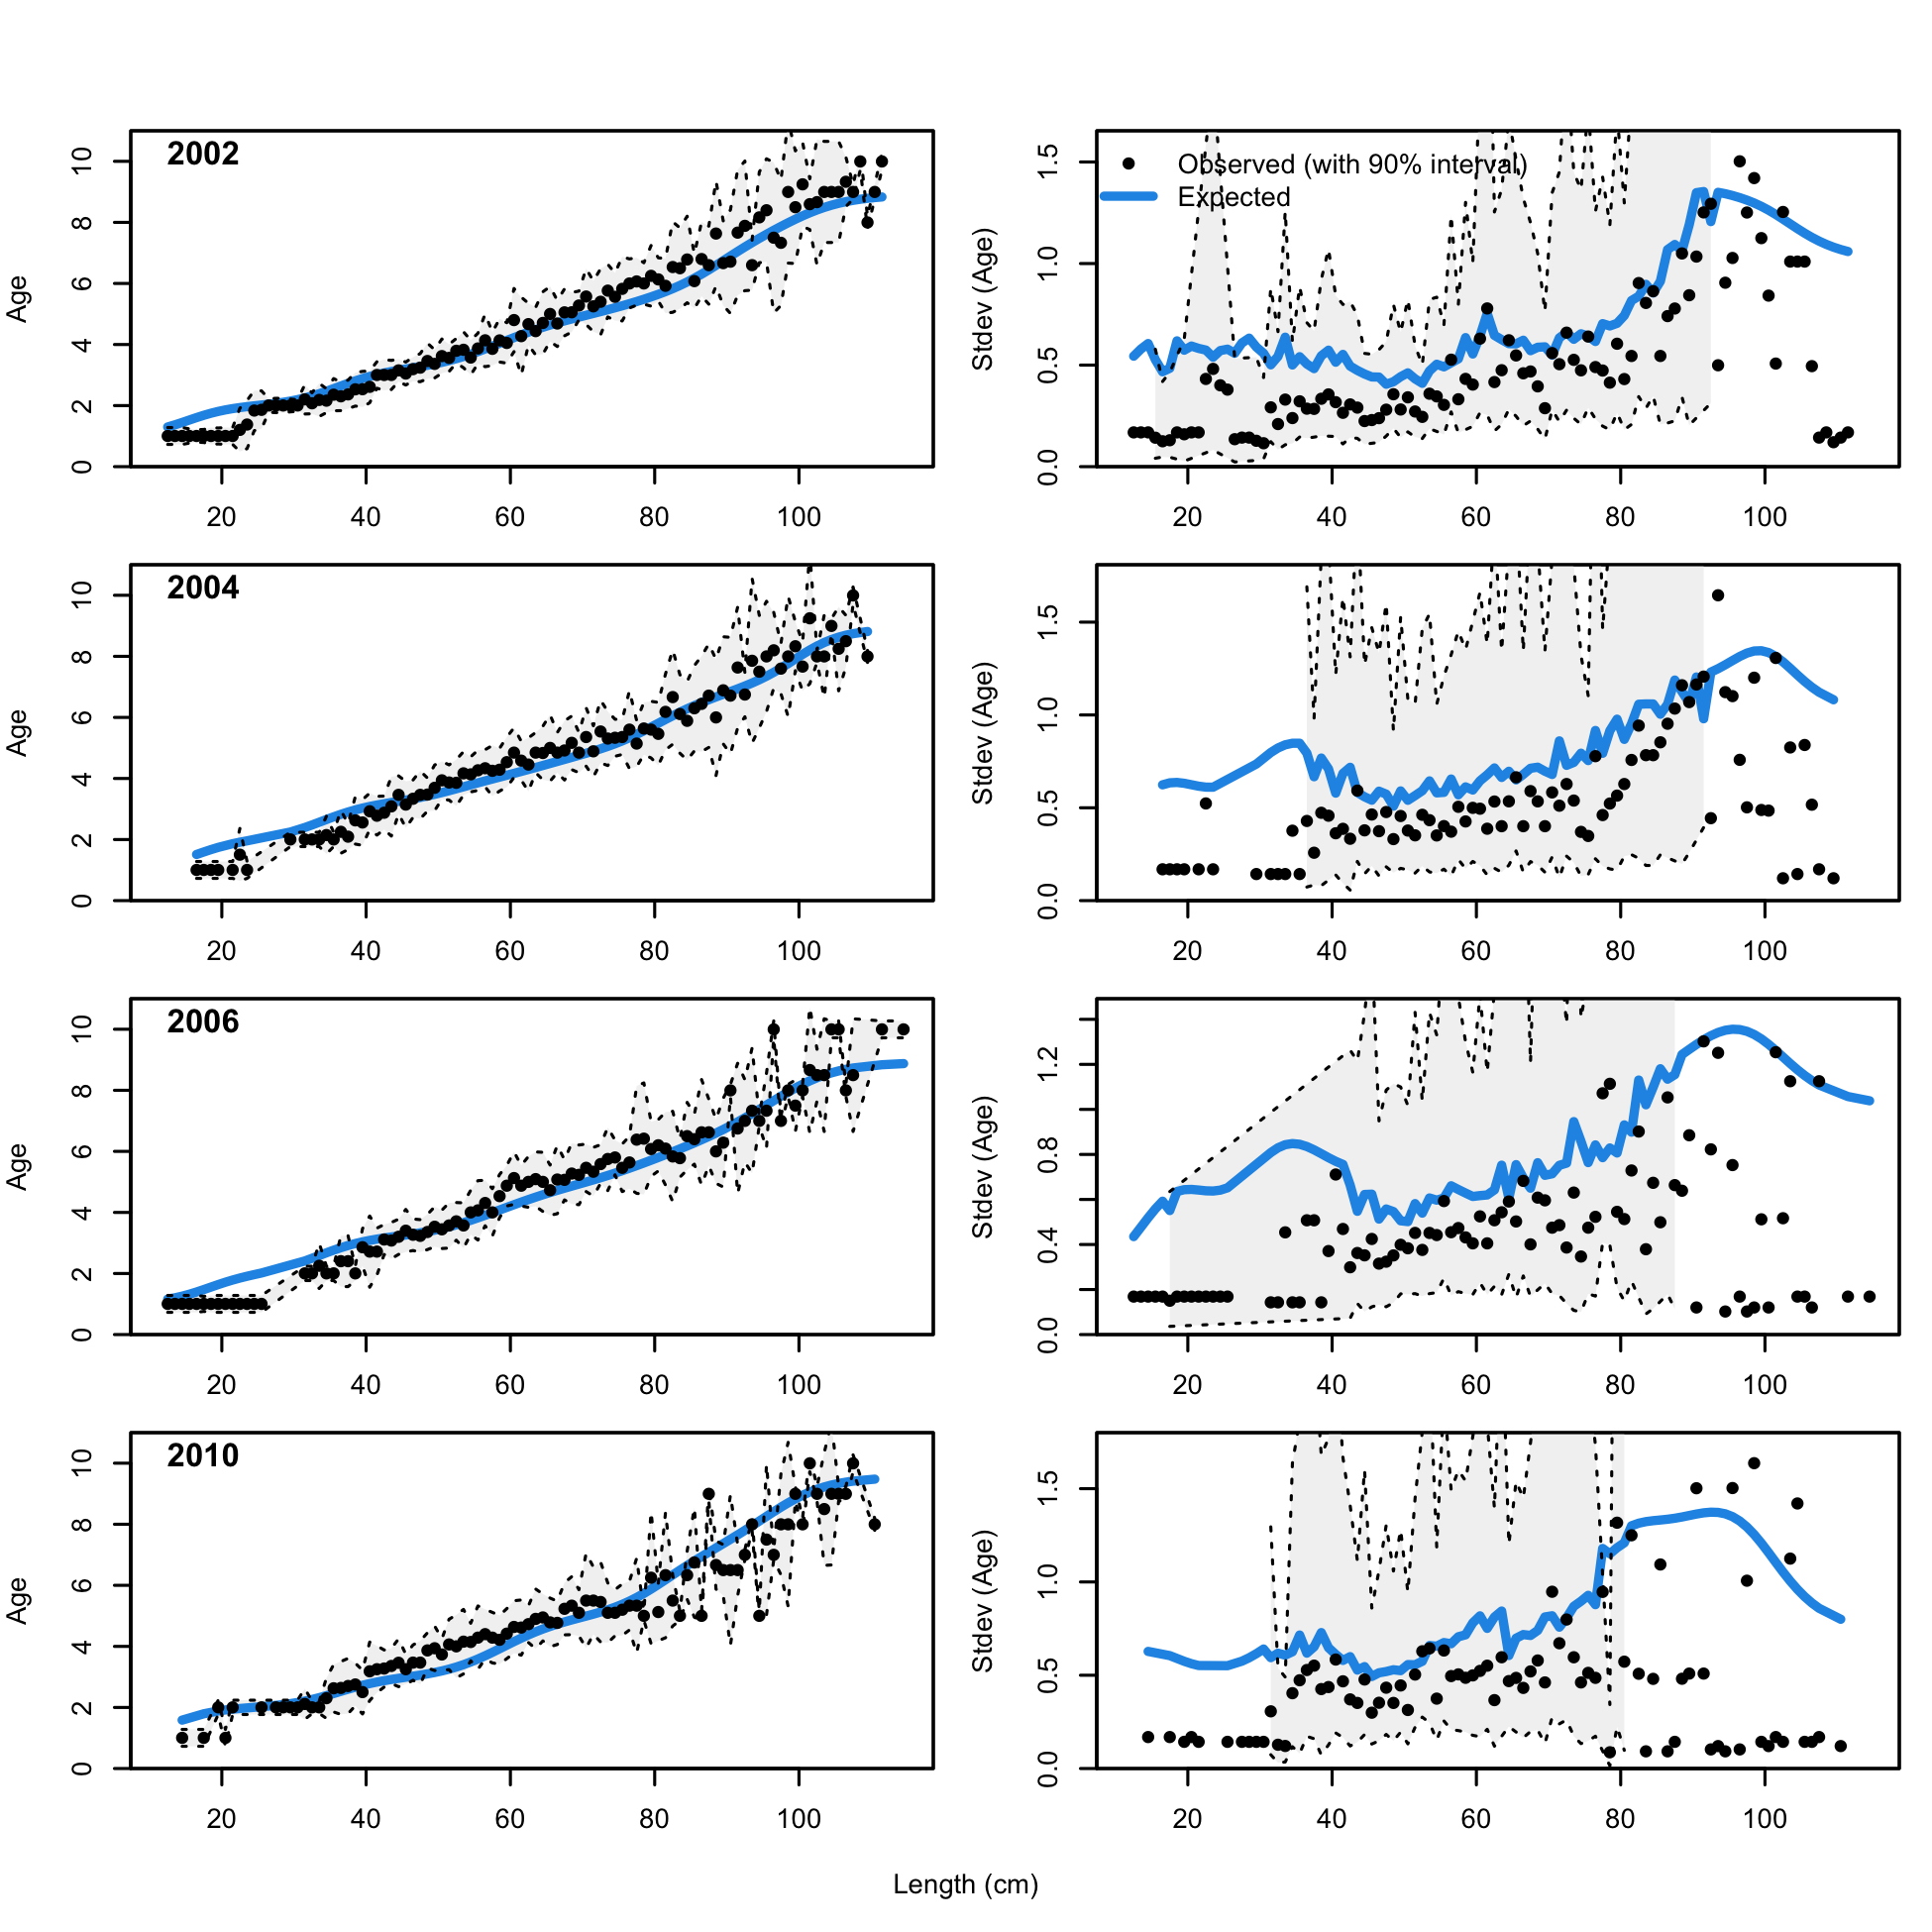 2002
Age
0 2 4 6 8 10
20 40 60 80 100
Observed (with 90% interval)
Expected
Stdev (Age)
0.0 0.5 1.0 1.5
20 40 60 80 100
2004
Age
0 2 4 6 8 10
20 40 60 80 100
Stdev (Age)
0.0 0.5 1.0 1.5
20 40 60 80 100
2006
Age
0 2 4 6 8 10
20 40 60 80 100
Stdev (Age)
0.0 0.4 0.8 1.2
20 40 60 80 100
2010
Age
0 2 4 6 8 10
20 40 60 80 100
Stdev (Age)
0.0 0.5 1.0 1.5
20 40 60 80 100
Length (cm)